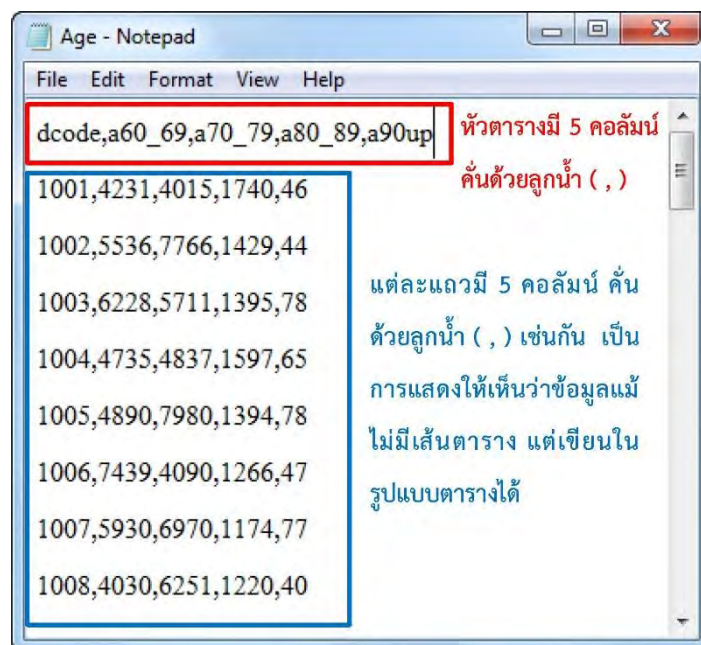 Age - Notepad
File Edit Format View Help
dcode,a60_69,a70_79,a80_89,a90up
หัวตารางมี 5 คอลัมน์
คั่นด้วยลูกน้ำ ( , )
1001,4231,4015,1740,46
1002,5536,7766,1429,44
1003,6228,5711,1395,78
1004,4735,4837,1597,65
1005,4890,7980,1394,78
1006,7439,4090,1266,47
1007,5930,6970,1174,77
1008,4030,6251,1220,40
แต่ละแถวมี 5 คอลัมน์ คั่น
ด้วยลูกน้ำ ( , ) เช่นกัน เป็น
การแสดงให้เห็นว่าข้อมูลแม้
ไม่มีเส้นตาราง แต่เขียนใน
รูปแบบตารางได้